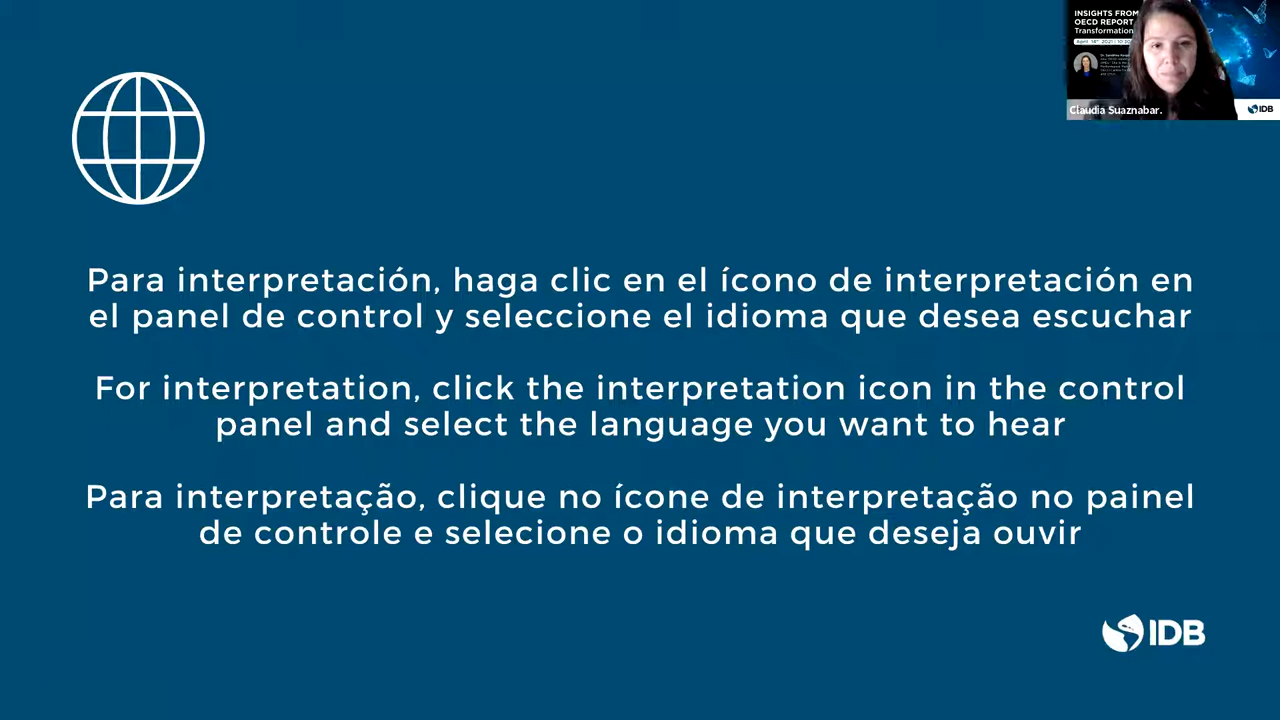 INSIGHTS FROM
OECD REPORT
Transformation
Claudia Suaznabar.
IDB
Para interpretación, haga clic en el ícono de interpretación en
el panel de control y seleccione el idioma que desea escuchar
For interpretation, click the interpretation icon in the control
panel and select the language you want to hear
Para interpretação, clique no ícone de interpretação no painel
de controle e selecione o idioma que deseja ouvir
IDB